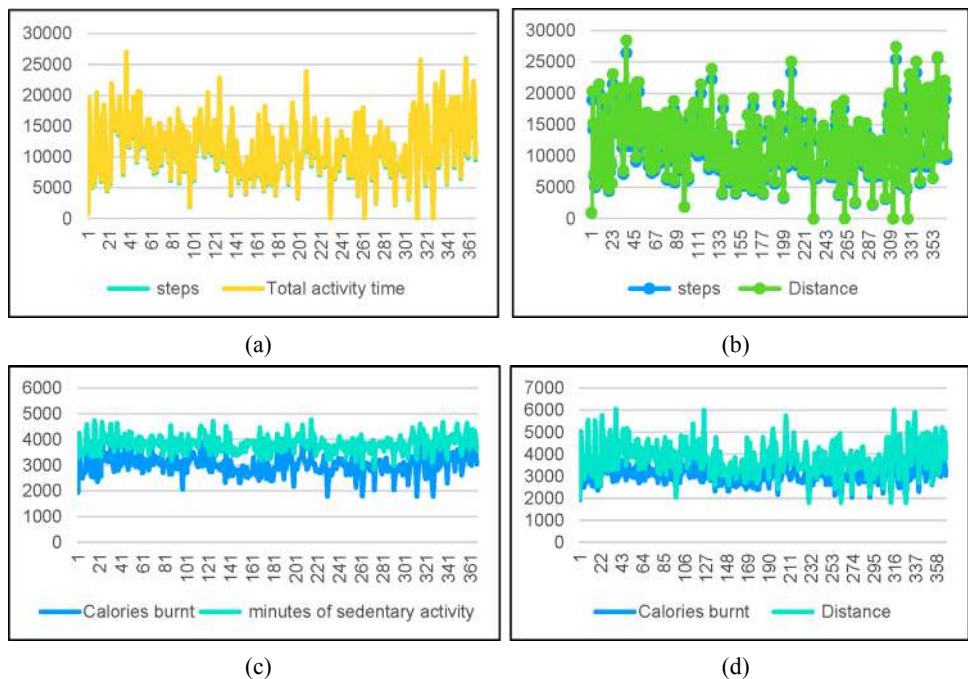 30000
25000
20000
15000
10000
5000
0
1 21 41 61 81 101 121 141 161 181 201 221 241 261 281 301 321 341 361
steps Total activity time
(a)
30000
25000
20000
15000
10000
5000
0
1 23 45 67 89 111 133 155 177 199 221 243 265 287 309 331 353
steps Distance
(b)
6000
5000
4000
3000
2000
1000
0
1 21 41 61 81 101 121 141 161 181 201 221 241 261 281 301 321 341 361
Calories burnt minutes of sedentary activity
(c)
7000
6000
5000
4000
3000
2000
1000
0
1 22 43 64 85 106 127 148 169 190 211 232 253 274 295 316 337 358
Calories burnt Distance
(d)